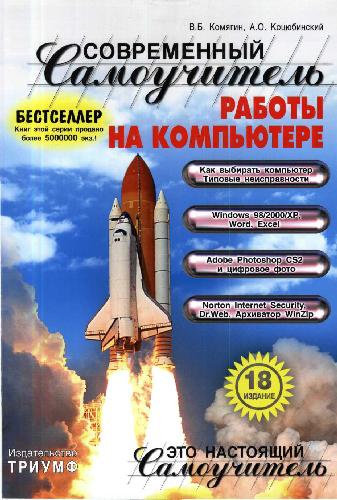 В.Б. Комягин, А.О. Коцюбинский
СОВРЕМЕННЫЙ
Самоучитель
РАБОТЫ
НА КОМПЬЮТЕРЕ
БЕСТСЕЛЛЕР
Книг этой серии продано
более 5000000 экз.!
Как выбирать компьютер
Типовые неисправности
Windows 98/2000/XP,
Word, Excel
Adobe Photoshop CS2
и цифровое фото
Norton Internet Security,
Dr.Web. Архиватор WinZip
18
ИЗДАНИЕ
Издательство
ТРИУМФ
ЭТО НАСТОЯЩИЙ
Самоучитель